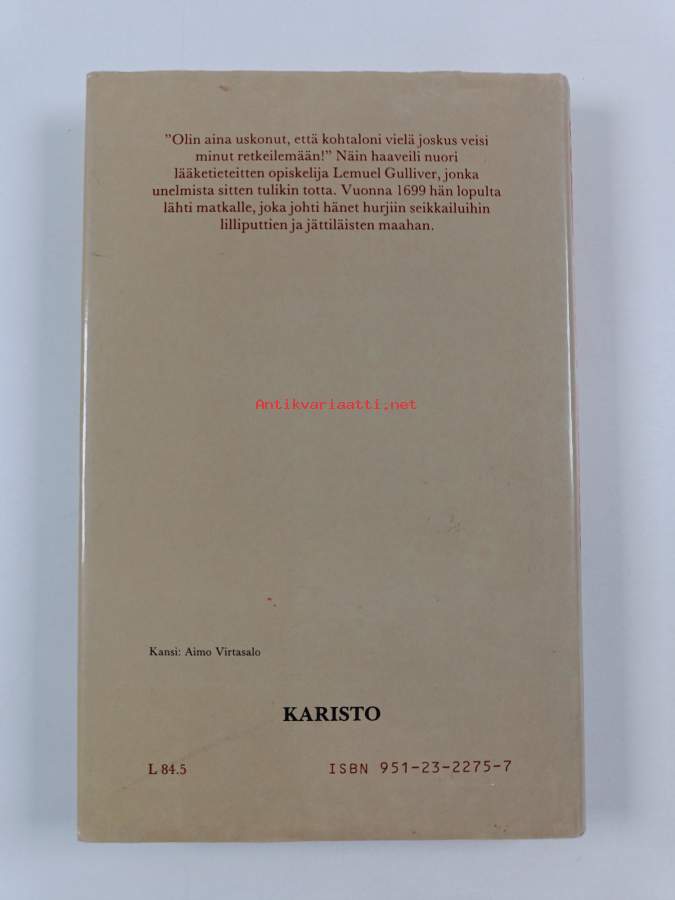 ”Olin aina uskonut, että kohtaloni vielä joskus veisi
minut retkeilemään!” Näin haaveili nuori
lääketieteitten opiskelija Lemuel Gulliver, jonka
unelmista sitten tulikin totta. Vuonna 1699 hän lopulta
lähti matkalle, joka johti hänet hurjiin seikkailuihin
lilliputtien ja jättiläisten maahan.
Antikvariaatti.net
Kansi: Aimo Virtasalo
KARISTO
L 84.5 ISBN 951-23-2275-7